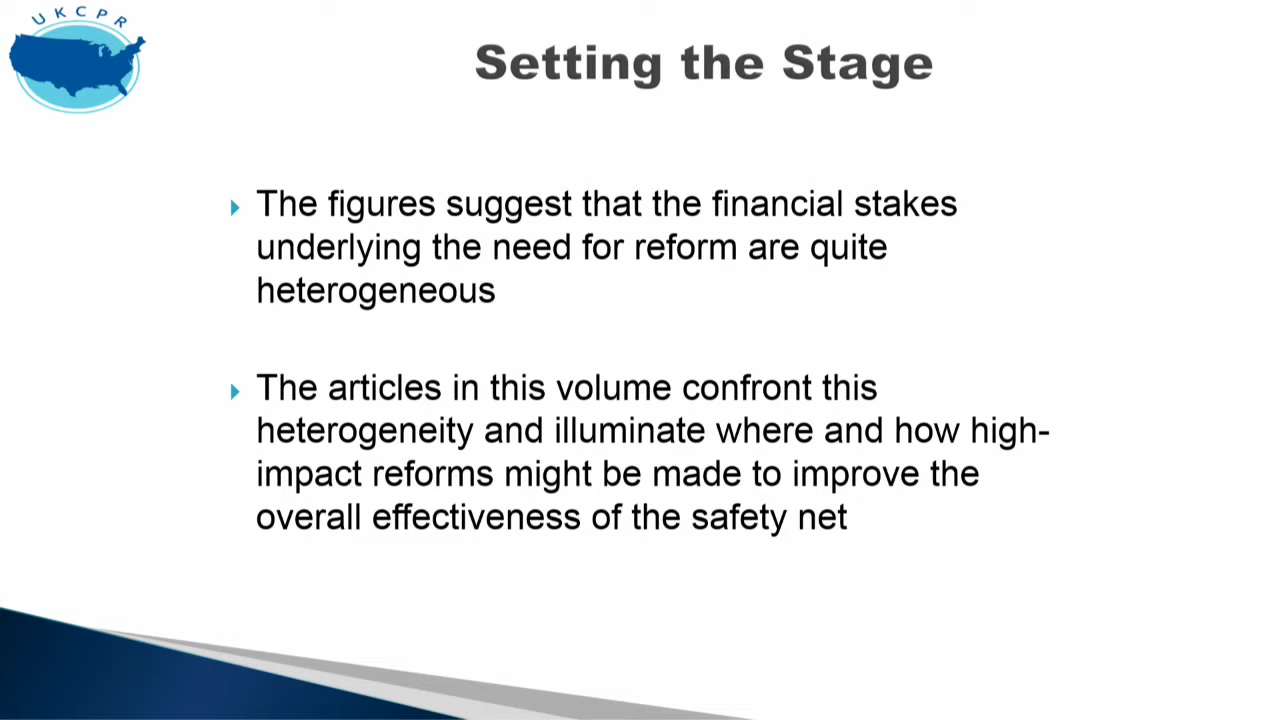 UKCPR
Setting the Stage
The figures suggest that the financial stakes
underlying the need for reform are quite
heterogeneous
The articles in this volume confront this
heterogeneity and illuminate where and how high-
impact reforms might be made to improve the
overall effectiveness of the safety net